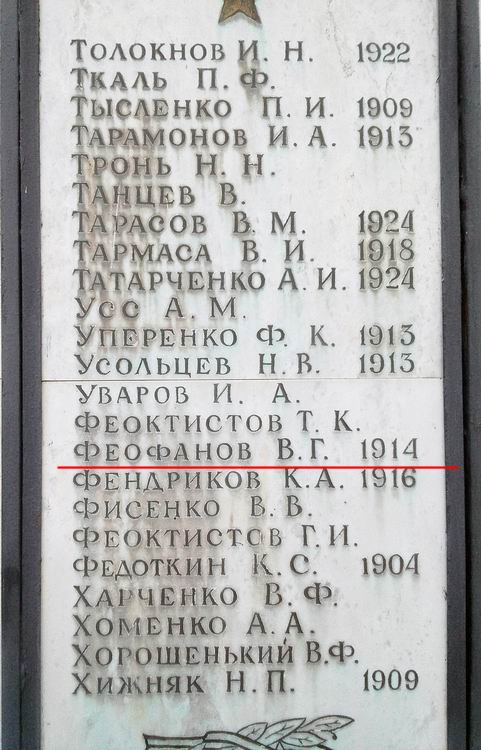 Толокнов И. Н. 1922
Ткаль П. Ф.
Тысленко П. И. 1909
Тарамонов И. А. 1913
Тронь Н. Н.
Танцев В.
Тарасов В. М. 1924
Тармаса В. И. 1918
Татарченко А. И. 1924
Усс А. М.
Уперенко Ф. К. 1913
Усольцев Н. В. 1913
Уваров И. А.
Феоктистов Т. К.
Феофанов В. Г. 1914
Фендриков К. А. 1916
Фисенко В. В.
Феоктистов Г. И.
Федоткин К. С. 1904
Харченко В. Ф.
Хоменко А. А.
Хорошенький В. Ф.
Хижняк Н. П. 1909